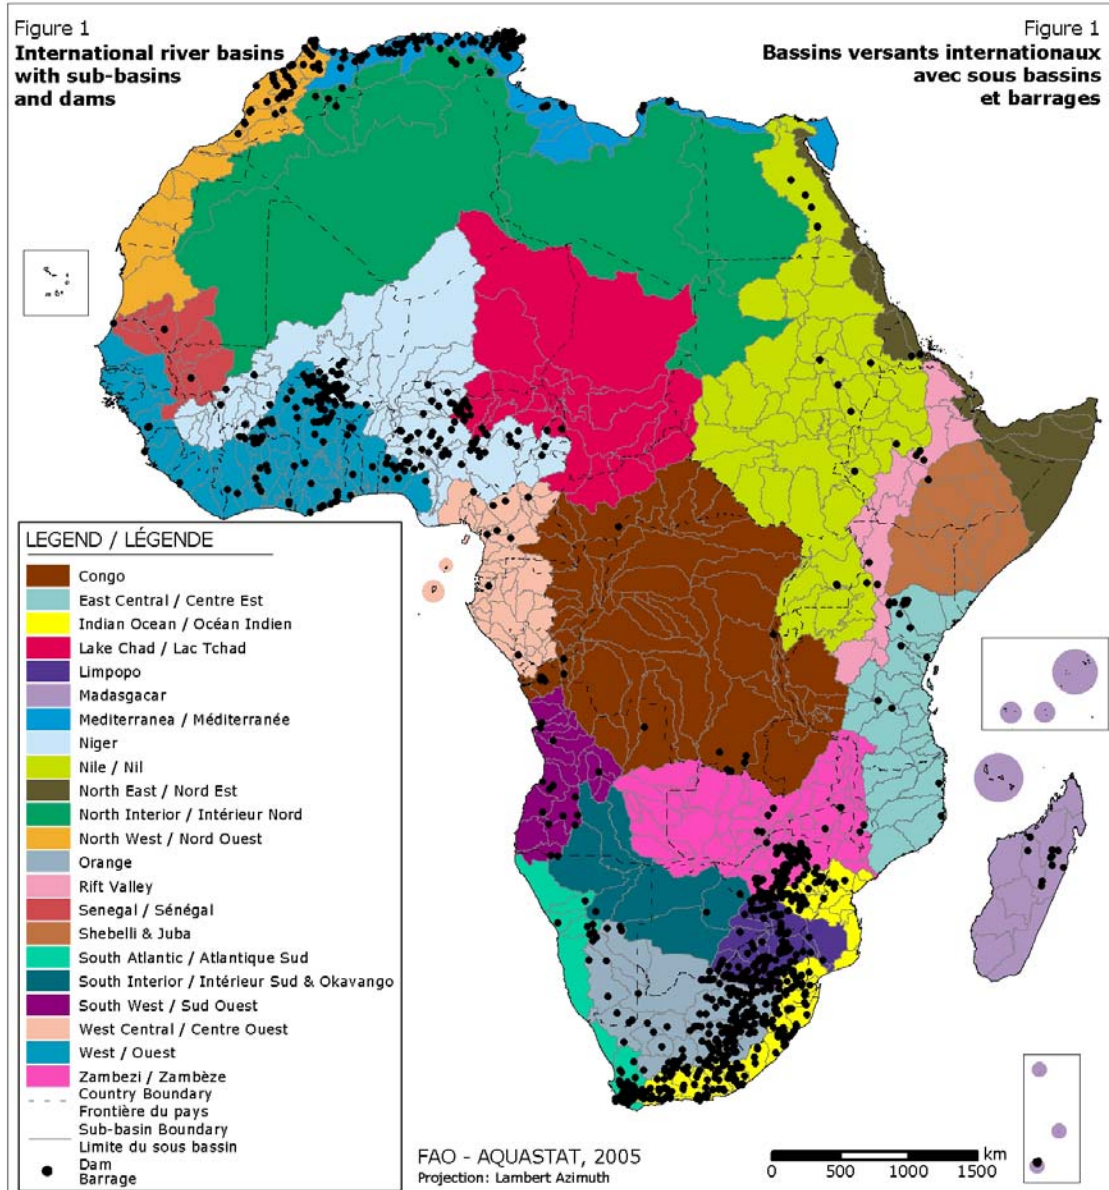 Figure 1
International river basins
with sub-basins
and dams
Figure 1
Bassins versants internationaux
avec sous bassins
et barrages
LEGEND / LÉGENDE
Congo
East Central / Centre Est
Indian Ocean / Océan Indien
Lake Chad / Lac Tchad
Limpopo
Madasgacar
Mediterranea / Méditerranée
Niger
Nile / Nil
North East / Nord Est
North Interior / Intérieur Nord
North West / Nord Ouest
Orange
Rift Valley
Senegal / Sénégal
Shebelli & Juba
South Atlantic / Atlantique Sud
South Interior / Intérieur Sud & Okavango
South West / Sud Ouest
West Central / Centre Ouest
West / Ouest
Zambezi / Zambèze
Country Boundary
Frontière du pays
Sub-basin Boundary
Limite du sous bassin
Dam
Barrage
FAO - AQUASTAT, 2005
Projection: Lambert Azimuth
km
0 500 1000 1500